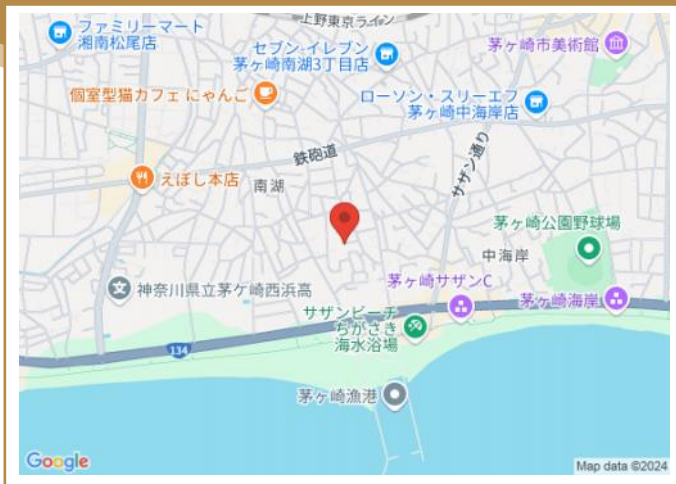 上野東京ライン
ファミリーマート
湘南松尾店
セブン-イレブン
茅ヶ崎南湖3丁目店
茅ヶ崎市美術館
個室型猫カフェ にゃんご
ローソン・スリーエフ
茅ヶ崎中海岸店
鉄砲道
サザン通り
えぼし本店
南湖
茅ヶ崎公園野球場
中海岸
神奈川県立茅ケ崎西浜高
茅ヶ崎サザンC
茅ヶ崎海岸
サザンビーチ
ちがさき
海水浴場
134
茅ヶ崎漁港
Google
Map data ©2024